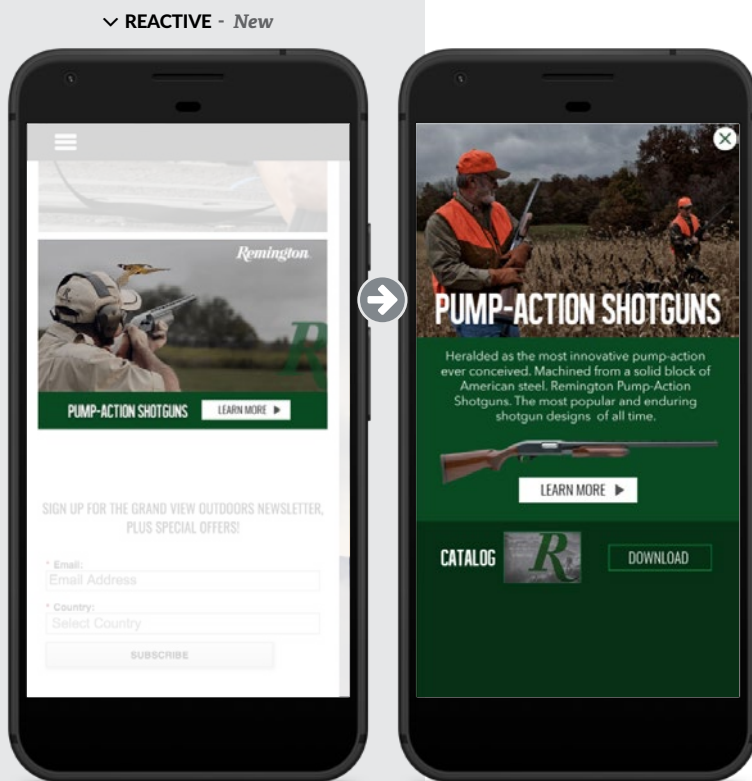 REACTIVE - New
Remington
R
PUMP-ACTION SHOTGUNS
LEARN MORE
SIGN UP FOR THE GRAND VIEW OUTDOORS NEWSLETTER,
PLUS SPECIAL OFFERS!
* Email:
Email Address
* Country:
Select Country
SUBSCRIBE
PUMP-ACTION SHOTGUNS
Heralded as the most innovative pump-action
ever conceived. Machined from a solid block of
American steel. Remington Pump-Action
Shotguns. The most popular and enduring
shotgun designs of all time.
LEARN MORE
CATALOG
R
DOWNLOAD